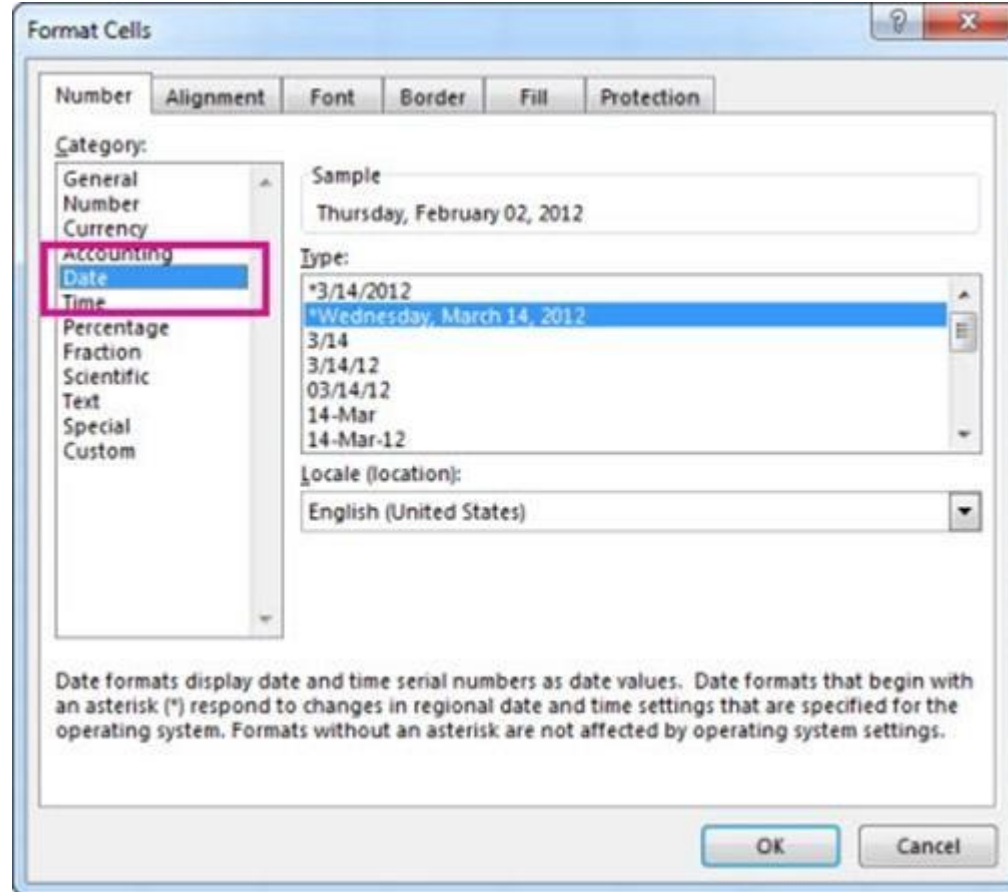 Format Cells
Number Alignment Font Border Fill Protection
Category:
General
Number
Currency
Accounting
Date
Time
Percentage
Fraction
Scientific
Text
Special
Custom
Sample
Thursday, February 02, 2012
Type:
*3/14/2012
*Wednesday, March 14, 2012
3/14
3/14/12
03/14/12
14-Mar
14-Mar-12
Locale (location):
English (United States)
Date formats display date and time serial numbers as date values. Date formats that begin with
an asterisk (*) respond to changes in regional date and time settings that are specified for the
operating system. Formats without an asterisk are not affected by operating system settings.
OK Cancel